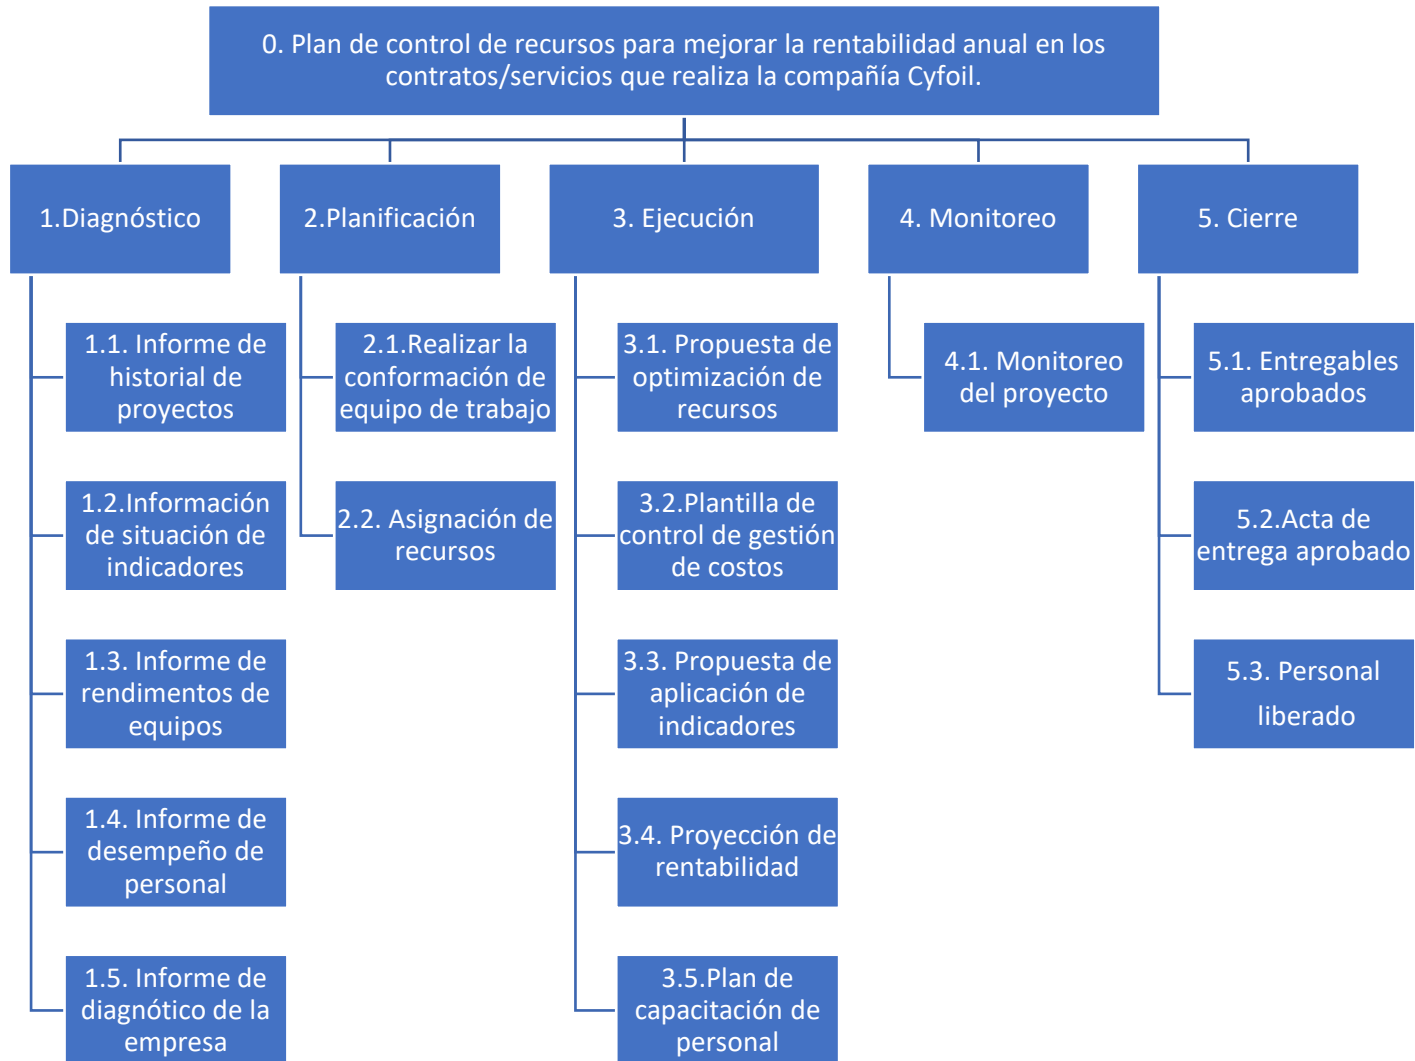 0. Plan de control de recursos para mejorar la rentabilidad anual en los
contratos/servicios que realiza la compañía Cyfoil.
1.Diagnóstico
2.Planificación
3. Ejecución
4. Monitoreo
5. Cierre
1.1. Informe de
historial de
proyectos
1.2.Información
de situación de
indicadores
1.3. Informe de
rendimentos de
equipos
1.4. Informe de
desempeño de
personal
1.5. Informe de
diagnótico de la
empresa
2.1.Realizar la
conformación de
equipo de trabajo
2.2. Asignación de
recursos
3.1. Propuesta de
optimización de
recursos
3.2.Plantilla de
control de gestión
de costos
3.3. Propuesta de
aplicación de
indicadores
3.4. Proyección de
rentabilidad
3.5.Plan de
capacitación de
personal
4.1. Monitoreo
del proyecto
5.1. Entregables
aprobados
5.2.Acta de
entrega aprobado
5.3. Personal
liberado